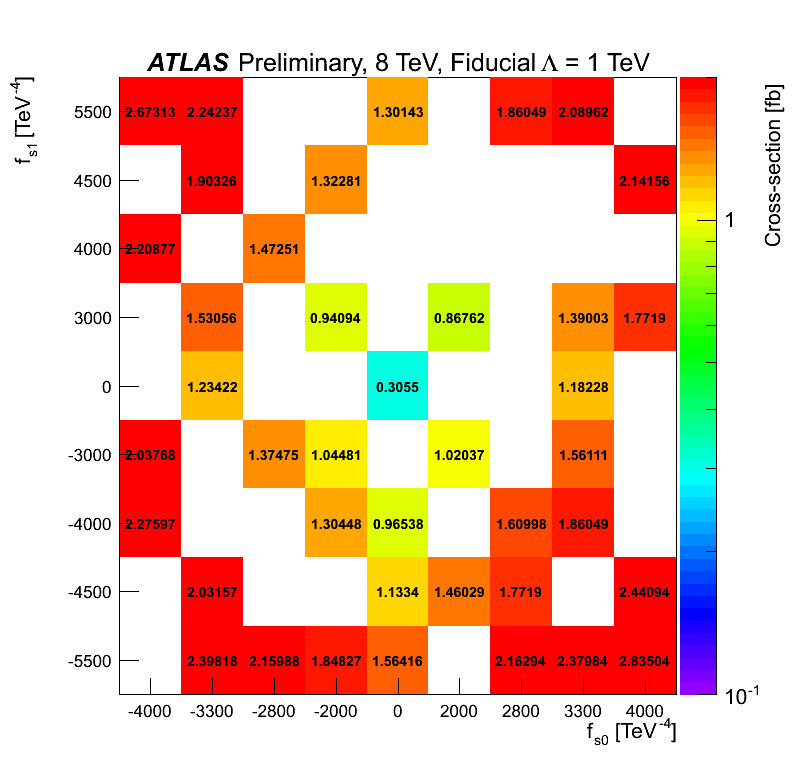 ATLAS Preliminary, 8 TeV, Fiducial Λ = 1 TeV
f_s1 [TeV^-4]
Cross-section [fb]
5500 2.67313 2.24237 1.30143 1.86049 2.08962
4500 1.90326 1.32281 2.14156
4000 2.20877 1.47251
1
3000 1.53056 0.94094 0.86762 1.39003 1.7719
0 1.23422 0.3055 1.18228
-3000 2.03768 1.37475 1.04481 1.02037 1.56111
-4000 2.27597 1.30448 0.96538 1.60998 1.86049
-4500 2.03157 1.1334 1.46029 1.7719 2.44094
-5500 2.39818 2.15988 1.84827 1.56416 2.16294 2.37984 2.83504
10^-1
-4000 -3300 -2800 -2000 0 2000 2800 3300 4000
f_s0 [TeV^-4]